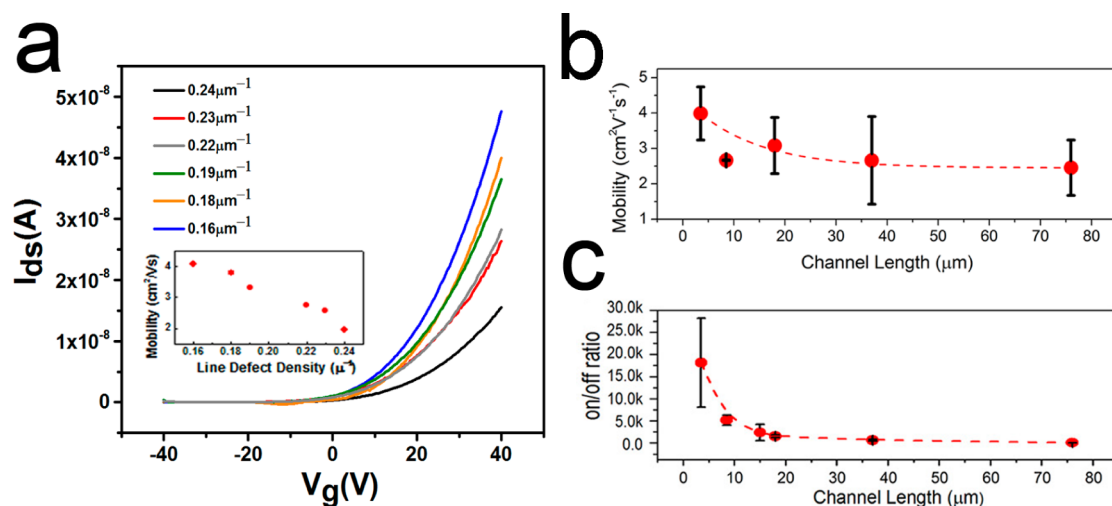 a
5x10⁻⁸
4x10⁻⁸
3x10⁻⁸
2x10⁻⁸
1x10⁻⁸
0
Ids(A)
0.24μm⁻¹
0.23μm⁻¹
0.22μm⁻¹
0.19μm⁻¹
0.18μm⁻¹
0.16μm⁻¹
Mobility (cm²/Vs)
4
3
2
0.16 0.18 0.20 0.22 0.24
Line Defect Density (μ⁻¹)
-40 -20 0 20 40
Vg(V)
b
Mobility (cm²V⁻¹s⁻¹)
5
4
3
2
1
0 10 20 30 40 50 60 70 80
Channel Length (μm)
c
on/off ratio
30.0k
25.0k
20.0k
15.0k
10.0k
5.0k
0.0
0 10 20 30 40 50 60 70 80
Channel Length (μm)